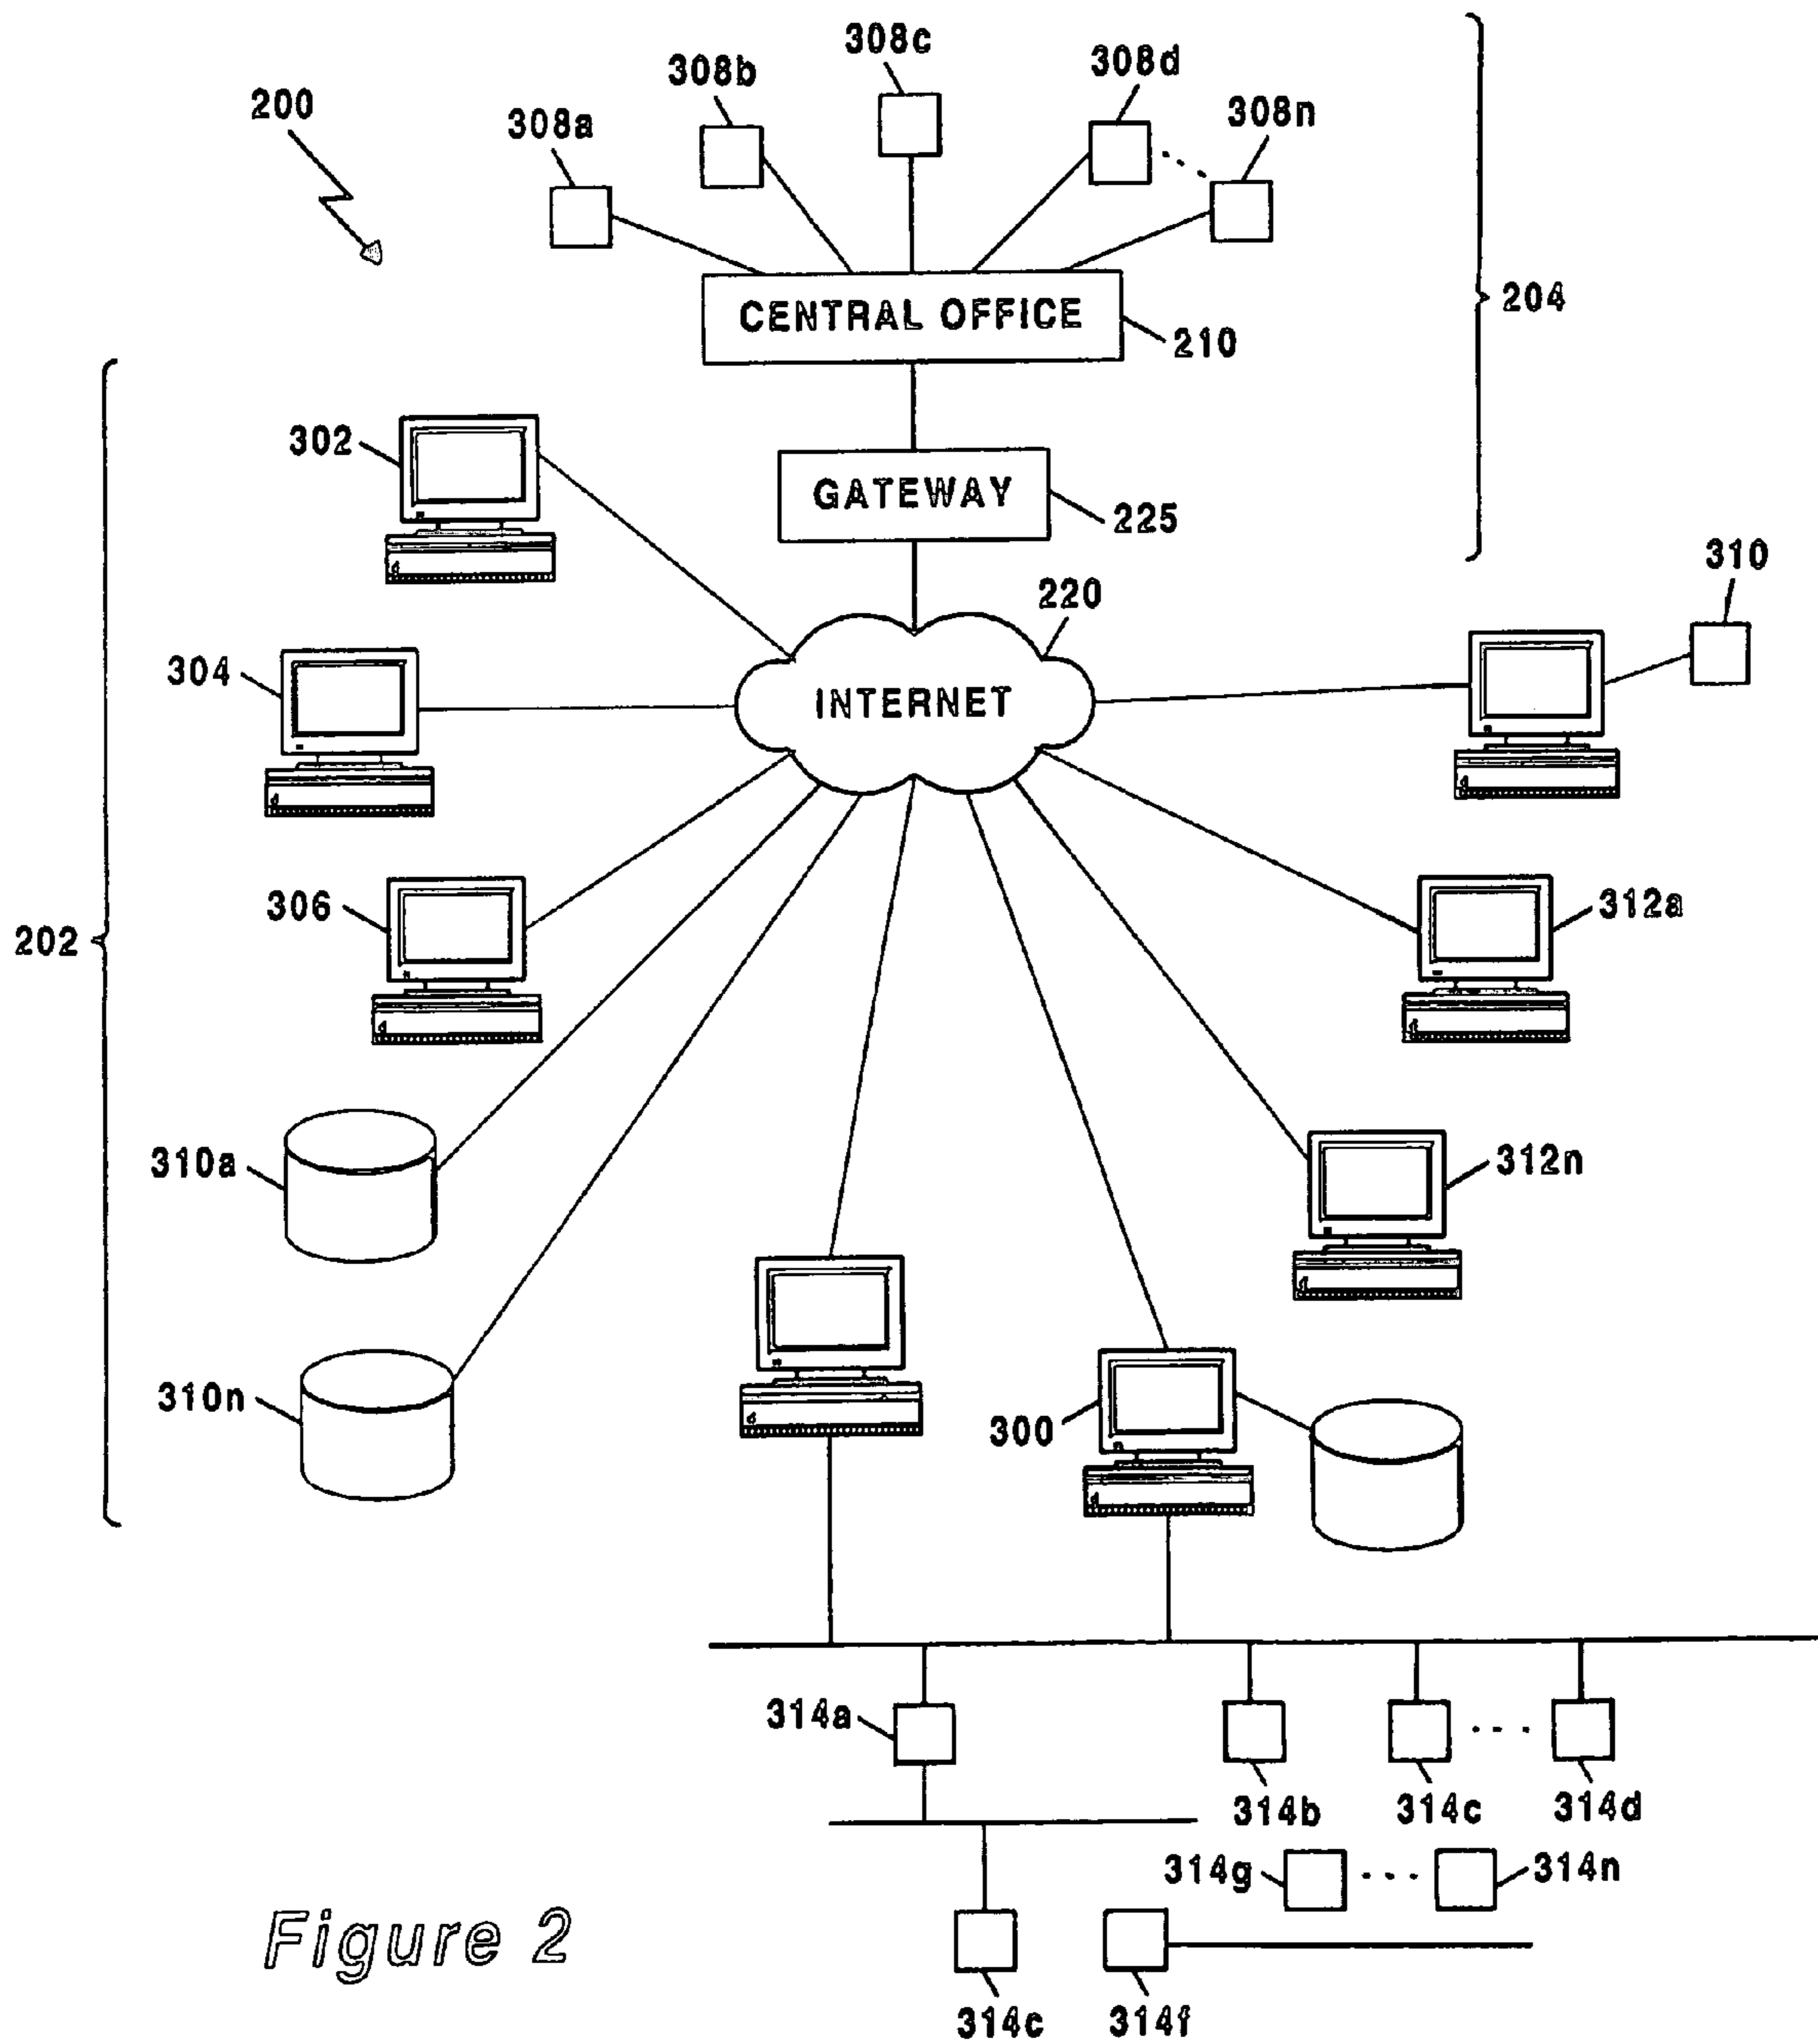 308c
308b
308d
200
308a
308n
204
CENTRAL OFFICE
210
302
GATEWAY
225
310
220
304
INTERNET
306
312a
202
310a
312n
310n
300
314a
314b
314c
314d
314g
314n
Figure 2
314c
314f